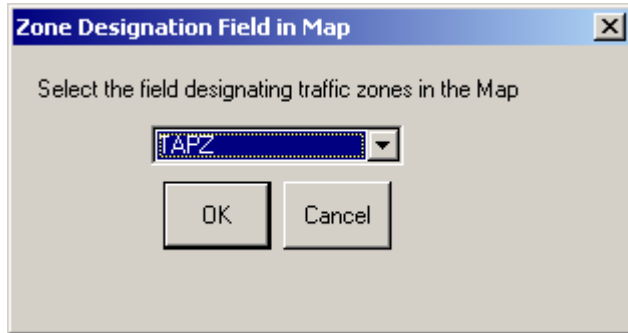 Zone Designation Field in Map
Select the field designating traffic zones in the Map
TAPZ
OK
Cancel